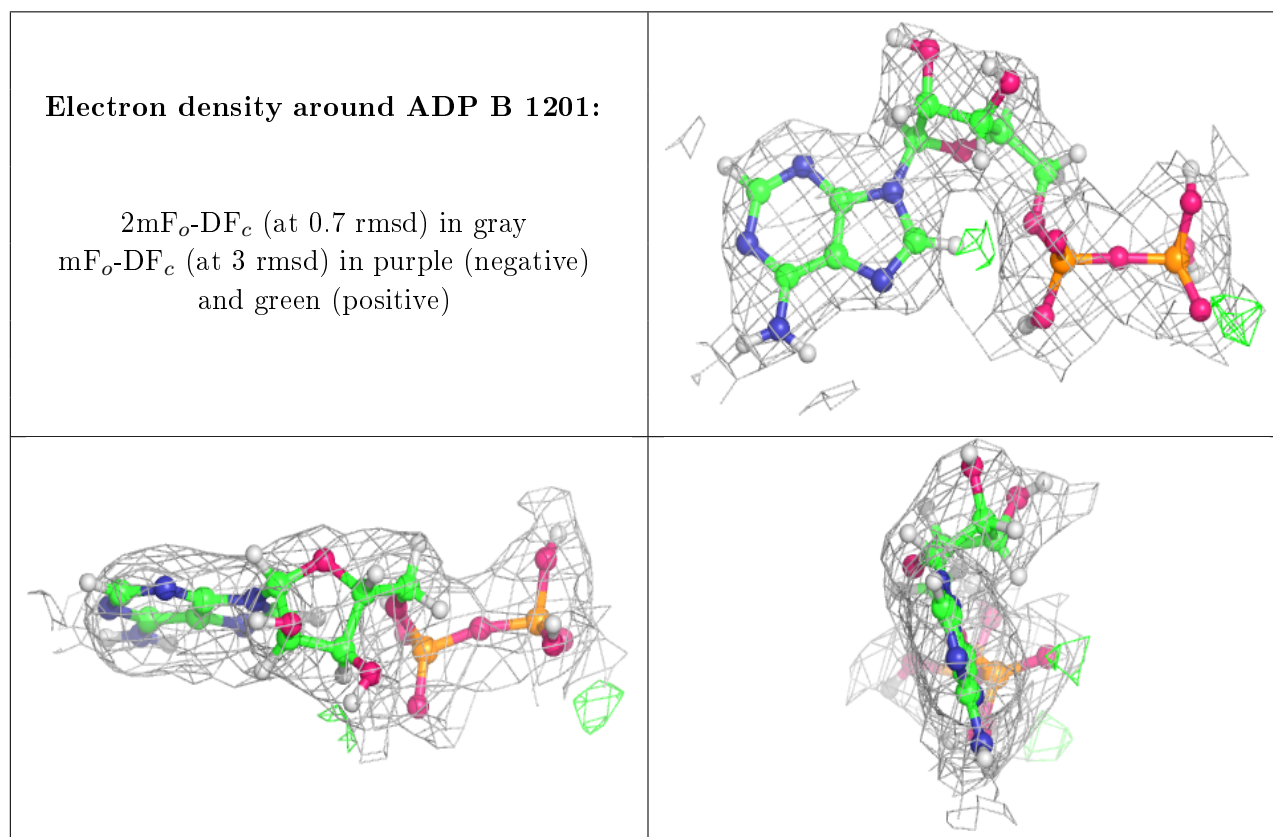 Electron density around ADP B 1201:
2mFo-DFc (at 0.7 rmsd) in gray
mFo-DFc (at 3 rmsd) in purple (negative)
and green (positive)